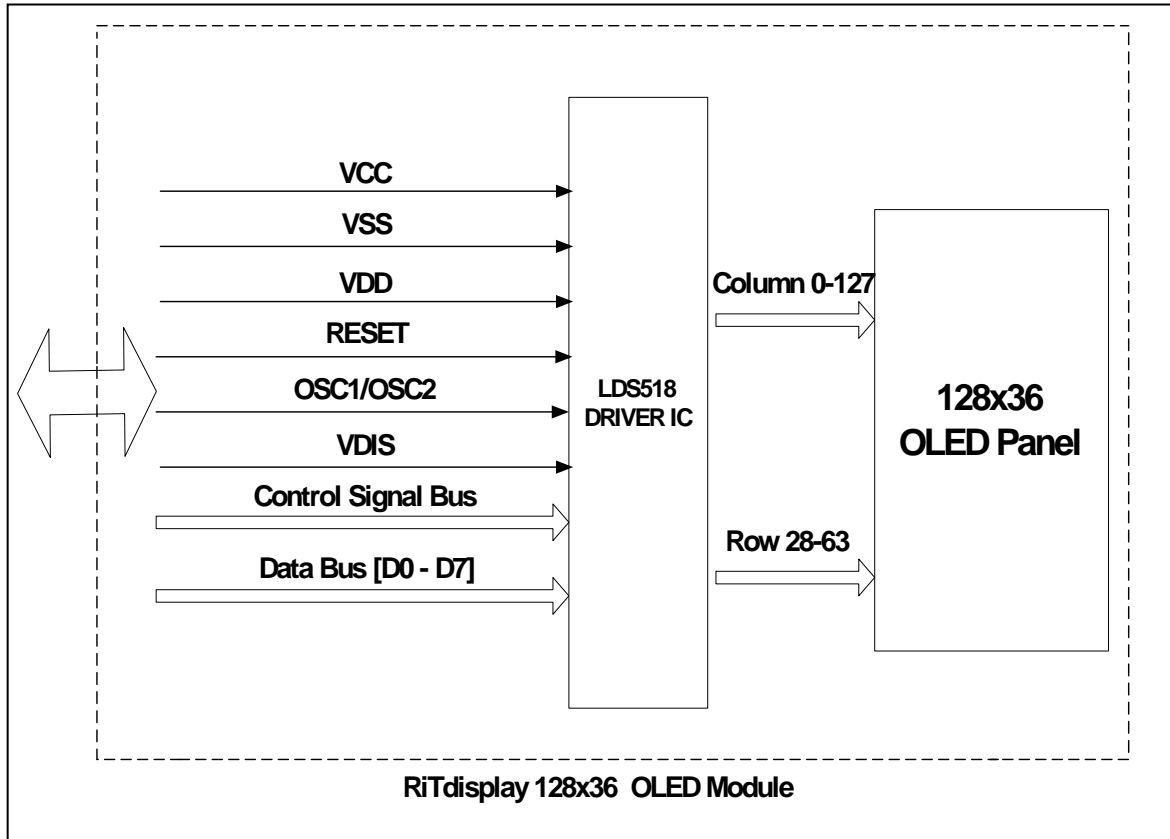 VCC
VSS
VDD
RESET
OSC1/OSC2
VDIS
Control Signal Bus
Data Bus [D0 - D7]
LDS518
DRIVER IC
Column 0-127
Row 28-63
128x36
OLED Panel
RiTdisplay 128x36 OLED Module